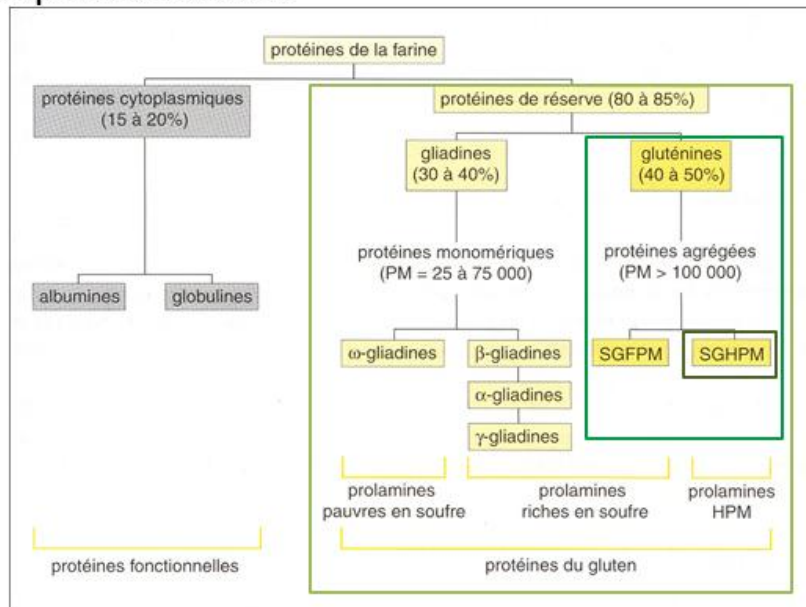 protéines de la farine
protéines cytoplasmiques
(15 à 20%)
protéines de réserve (80 à 85%)
gliadines
(30 à 40%)
gluténines
(40 à 50%)
protéines monomériques
(PM = 25 à 75 000)
protéines agrégées
(PM > 100 000)
albumines
globulines
ω-gliadines
β-gliadines
α-gliadines
γ-gliadines
SGFPM
SGHPM
prolamines
pauvres en soufre
prolamines
riches en soufre
prolamines
HPM
protéines fonctionnelles
protéines du gluten